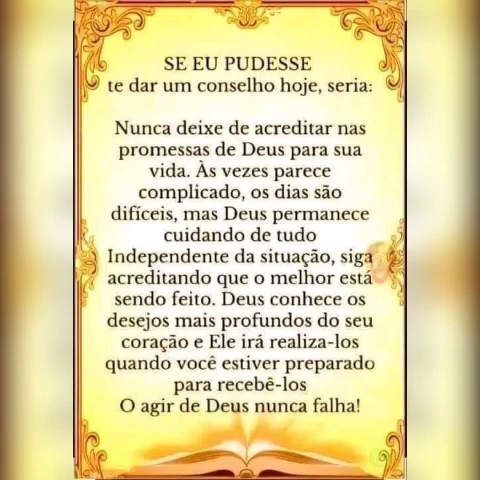 SE EU PUDESSE
te dar um conselho hoje, seria:
Nunca deixe de acreditar nas
promessas de Deus para sua
vida. Às vezes parece
complicado, os dias são
difíceis, mas Deus permanece
cuidando de tudo
Independente da situação, siga
acreditando que o melhor está
sendo feito. Deus conhece os
desejos mais profundos do seu
coração e Ele irá realiza-los
quando você estiver preparado
para recebê-los
O agir de Deus nunca falha!